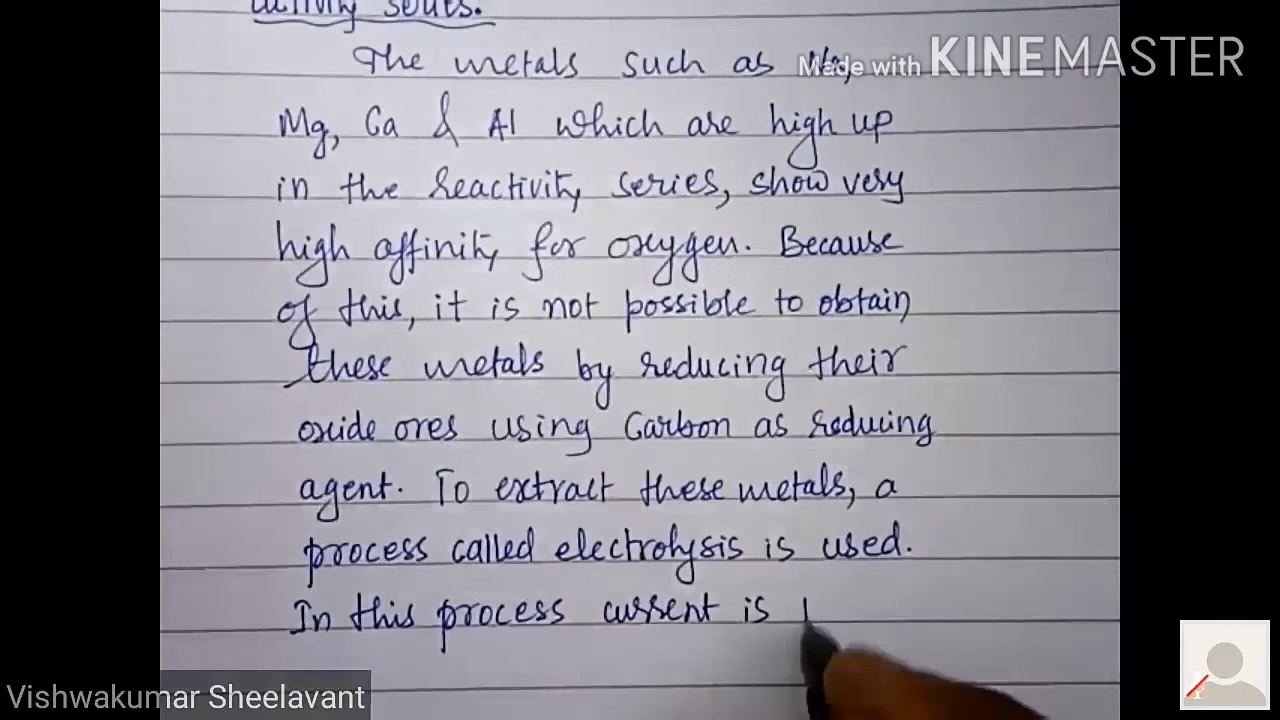 The metals such as
Made with KINEMASTER
Mg, Ca & Al which are high up
in the reactivity series, show very
high affinity for oxygen. Because
of this, it is not possible to obtain
these metals by reducing their
oxide ores using Carbon as reducing
agent. To extract these metals, a
process called electrolysis is used.
In this process current is
Vishwakumar Sheelavant